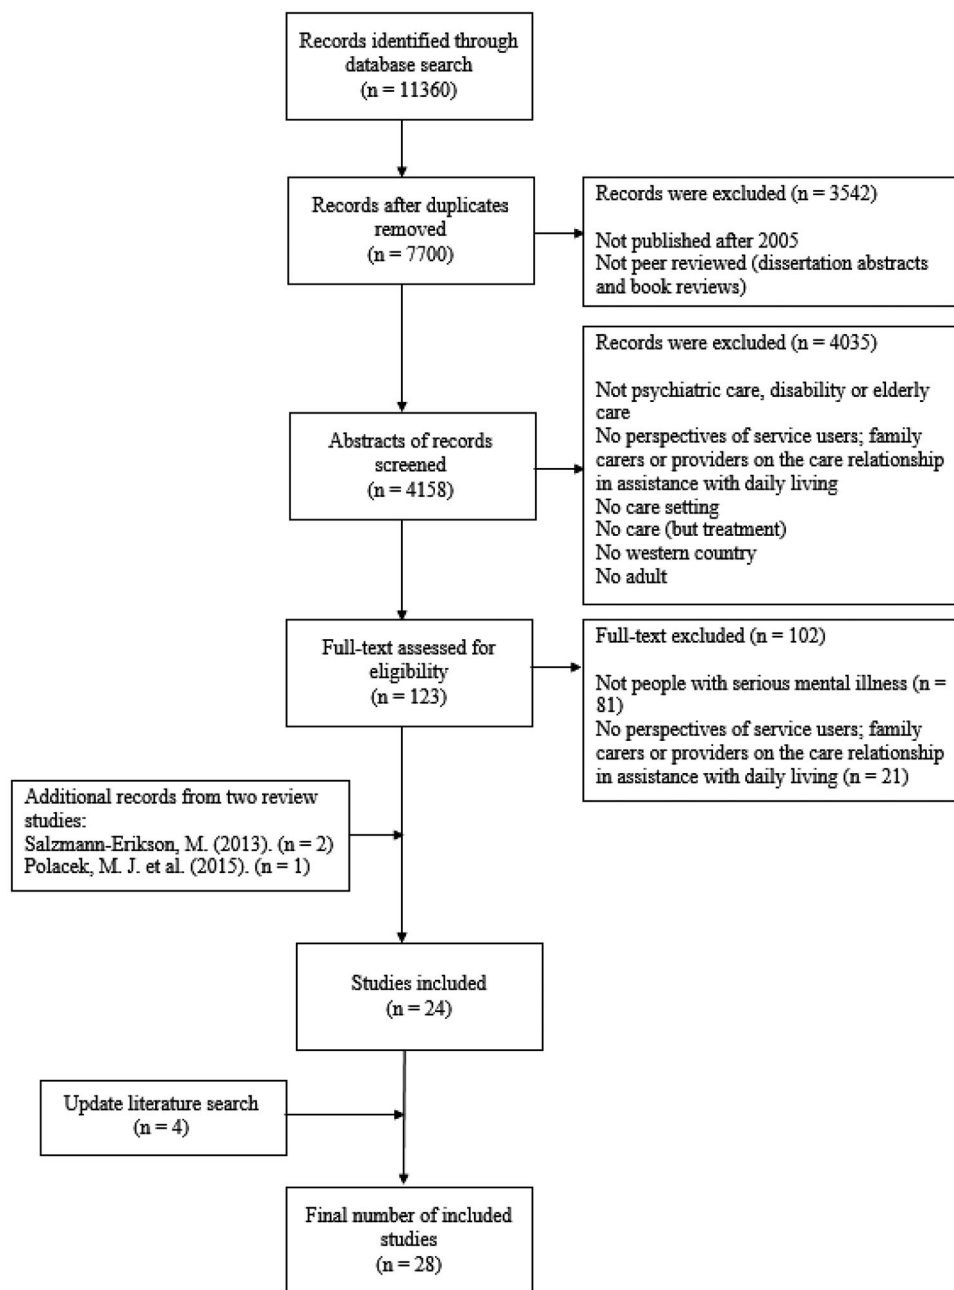 Records identified through
database search
(n = 11360)
Records after duplicates
removed
(n = 7700)
Records were excluded (n = 3542)
Not published after 2005
Not peer reviewed (dissertation abstracts
and book reviews)
Abstracts of records
screened
(n = 4158)
Records were excluded (n = 4035)
Not psychiatric care, disability or elderly
care
No perspectives of service users; family
carers or providers on the care relationship
in assistance with daily living
No care setting
No care (but treatment)
No western country
No adult
Full-text assessed for
eligibility
(n = 123)
Full-text excluded (n = 102)
Not people with serious mental illness (n =
81)
No perspectives of service users; family
carers or providers on the care relationship
in assistance with daily living (n = 21)
Additional records from two review
studies:
Salzmann-Erikson, M. (2013). (n = 2)
Polacek, M. J. et al. (2015). (n = 1)
Studies included
(n = 24)
Update literature search
(n = 4)
Final number of included
studies
(n = 28)